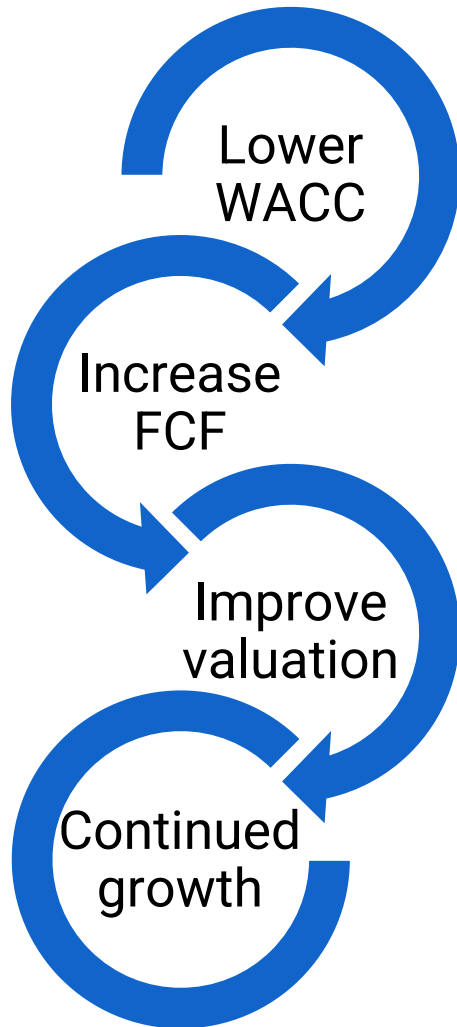 Lower
WACC
Increase
FCF
Improve
valuation
Continued
growth